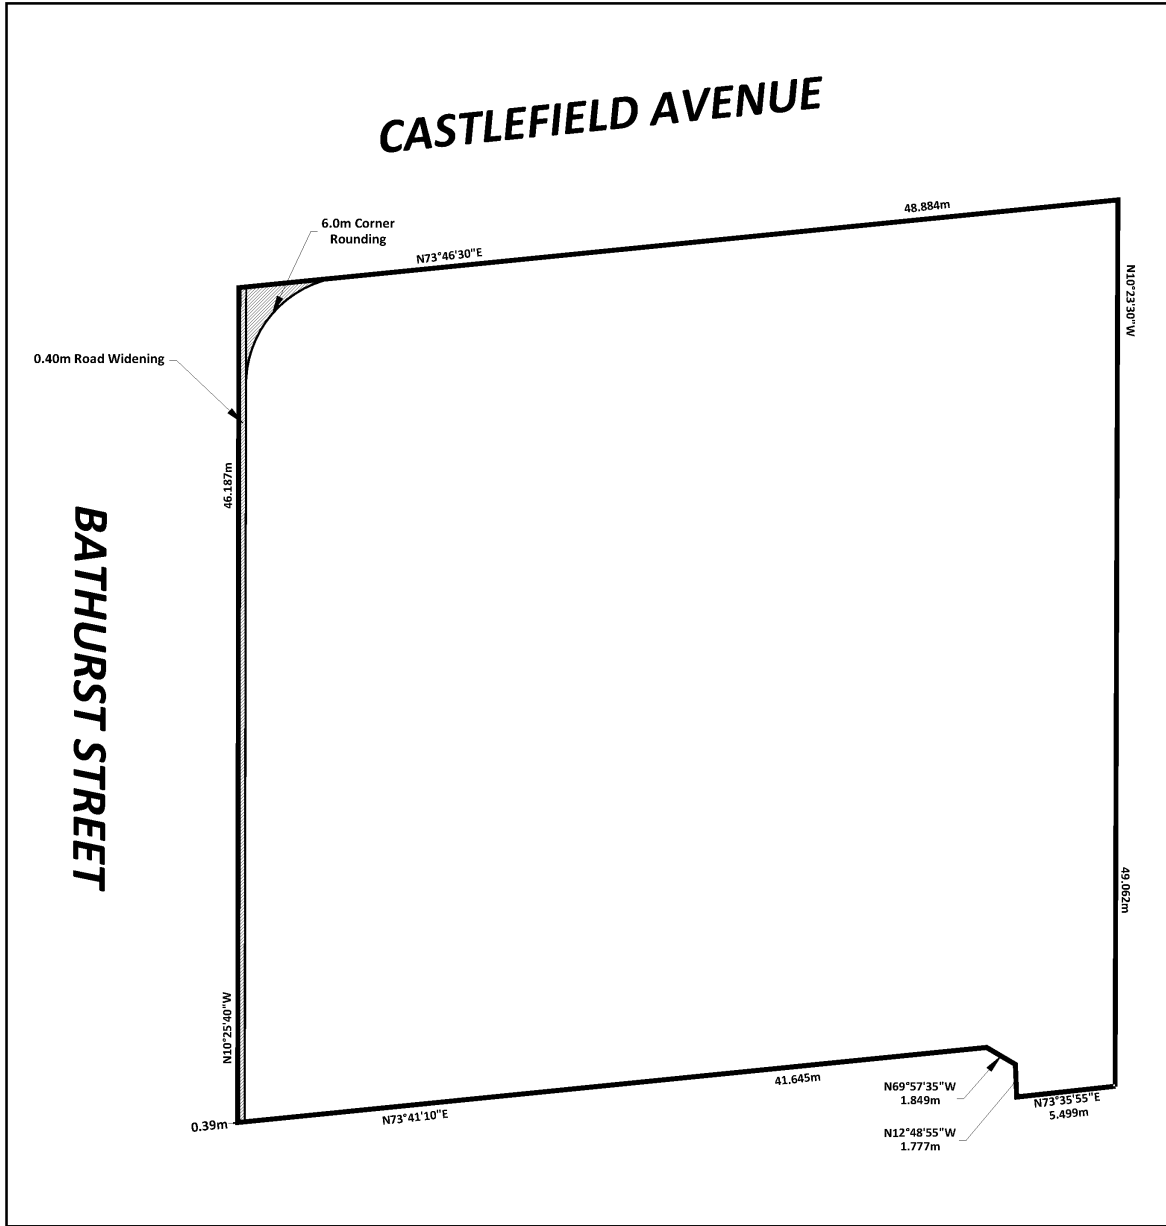 CASTLEFIELD AVENUE
48.884m
6.0m Corner
Rounding
N73°46'30"E
N10°23'30"W
0.40m Road Widening
46.187m
BATHURST STREET
49.062m
N10°25'40"W
41.645m
N69°57'35"W
1.849m
N73°35'55"E
5.499m
0.39m
N73°41'10"E
N12°48'55"W
1.777m